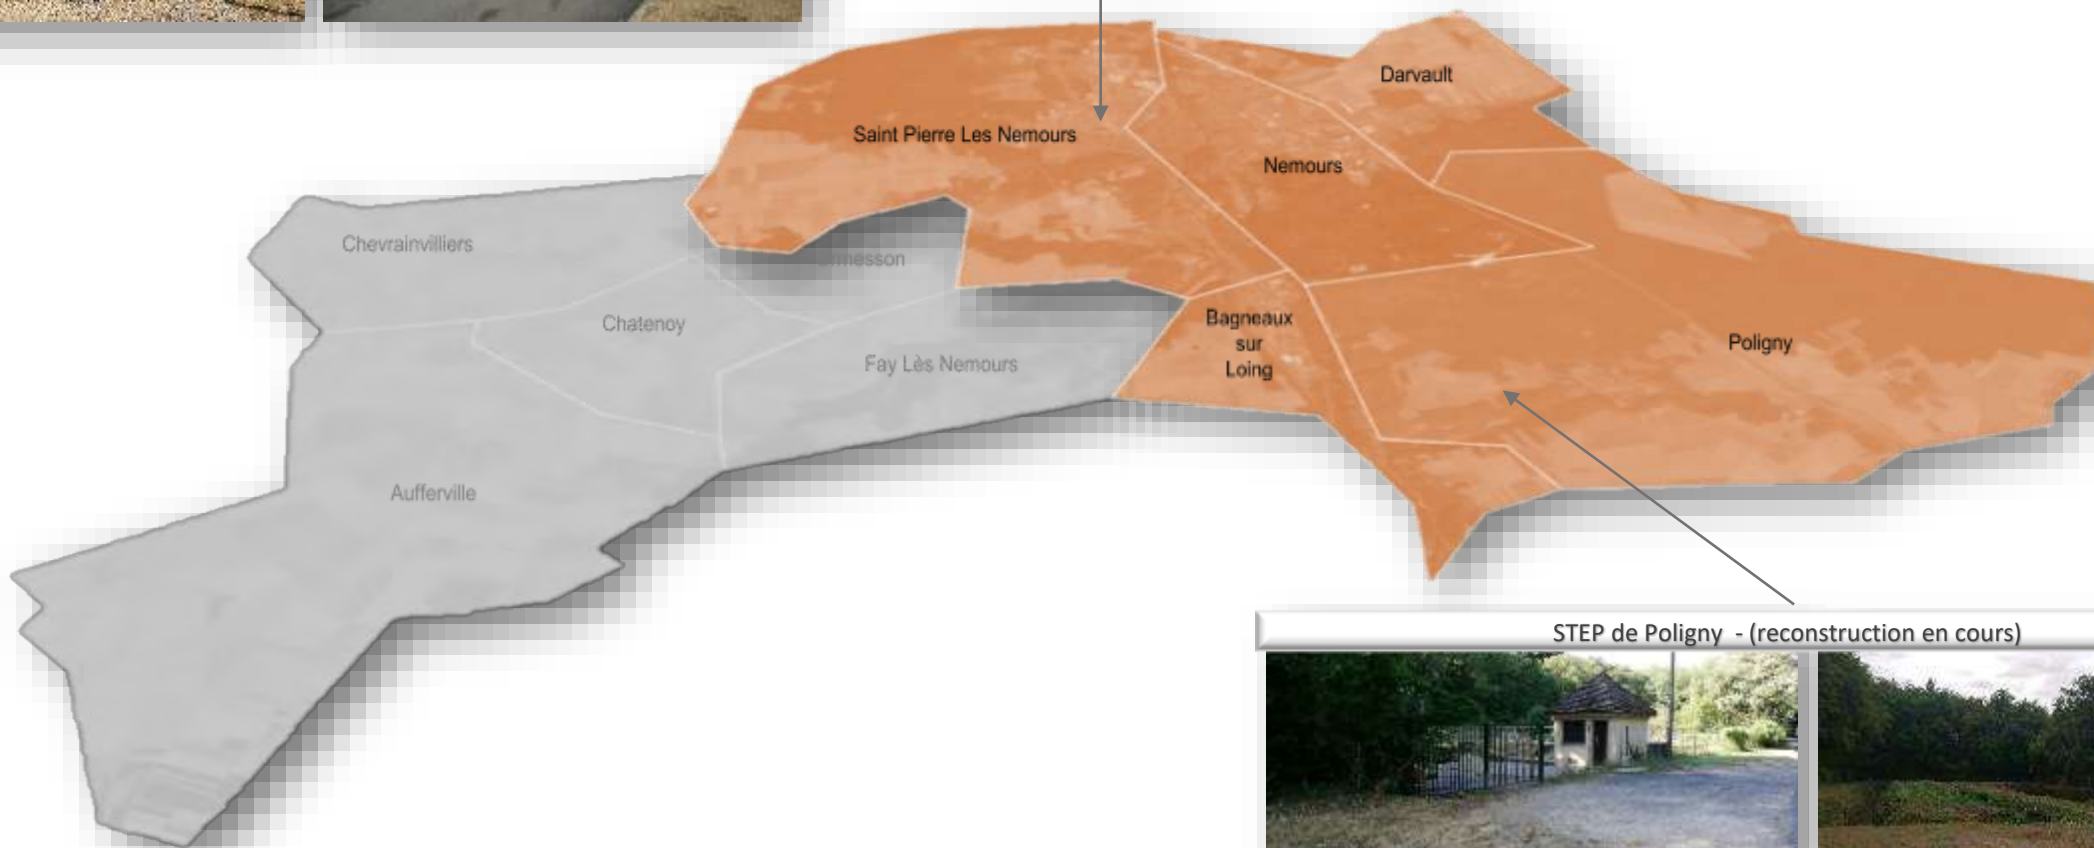 Darvault
Saint Pierre Les Nemours
Nemours
Chevrainvilliers
Chatenoy
Bagneaux
sur
Loing
Poligny
Fay Lès Nemours
Aufferville
STEP de Poligny - (reconstruction en cours)